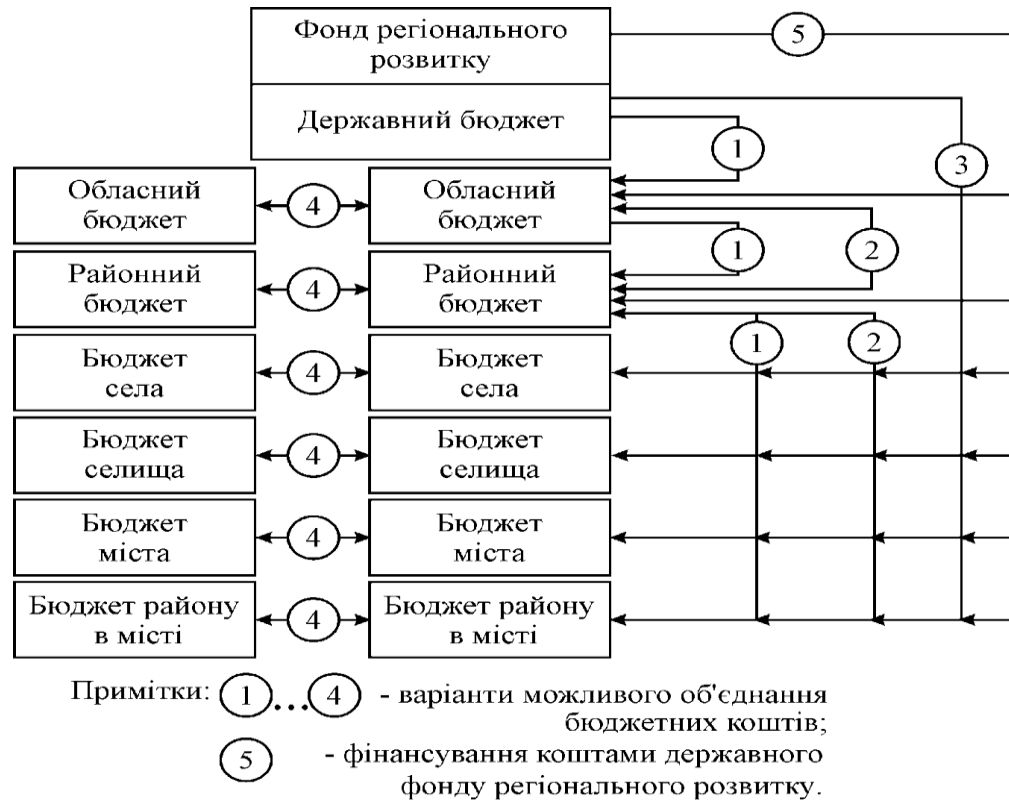 Фонд регіонального
розвитку
5
Державний бюджет
1
3
Обласний
бюджет
4
Обласний
бюджет
1
2
Районний
бюджет
4
Районний
бюджет
1
2
Бюджет
села
4
Бюджет
села
Бюджет
селища
4
Бюджет
селища
Бюджет
міста
4
Бюджет
міста
Бюджет району
в місті
4
Бюджет району
в місті
Примітки: 1 ... 4 - варіанти можливого об'єднання
бюджетних коштів;
5 - фінансування коштами державного
фонду регіонального розвитку.